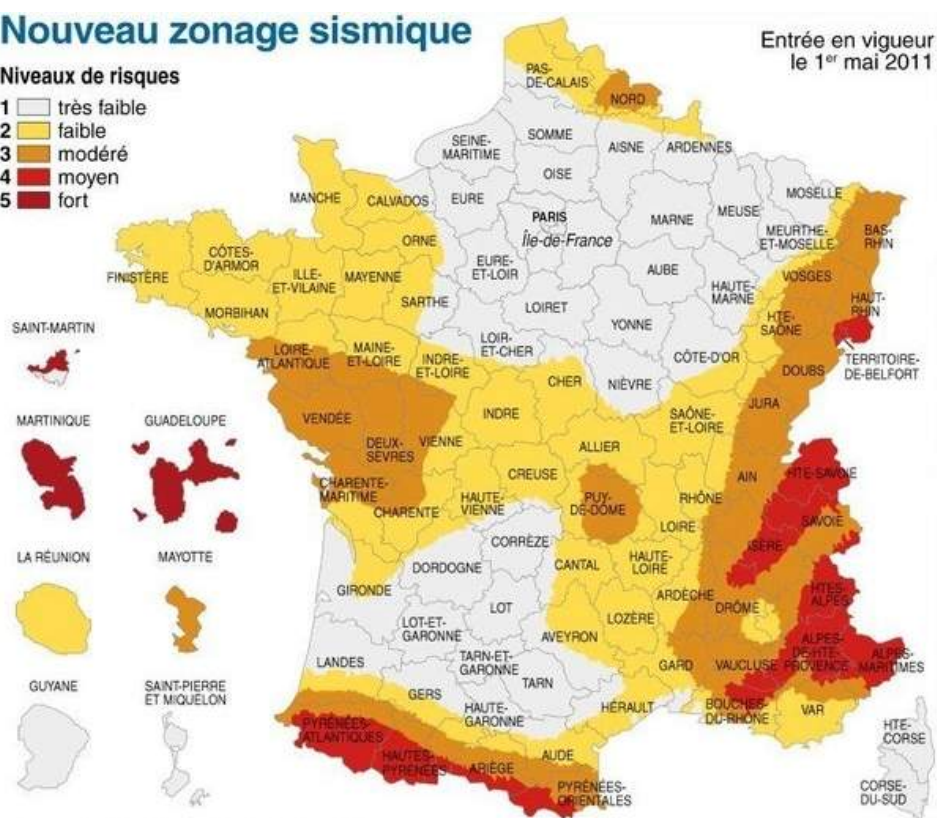 Nouveau zonage sismique
Entrée en vigueur
le 1er mai 2011
Niveaux de risques
1 très faible
2 faible
3 modéré
4 moyen
5 fort
PAS-
DE-CALAIS
NORD
SEINE-
MARITIME
SOMME
AISNE
ARDENNES
OISE
MANCHE
CALVADOS
EURE
PARIS
Île-de-France
MARNE
MEUSE
MOSELLE
MEURTHE-
ET-MOSELLE
BAS-
RHIN
ORNE
CÔTES-
D'ARMOR
FINISTÈRE
ILLE-
ET-VILAINE
MAYENNE
EURE-
ET-LOIR
AUBE
HAUTE-
MARNE
VOSGES
HAUT-
RHIN
MORBIHAN
SARTHE
LOIRET
YONNE
HTE-
SAÔNE
LOIR-
ET-CHER
CÔTE-D'OR
TERRITOIRE-
DE-BELFORT
SAINT-MARTIN
LOIRE-
ATLANTIQUE
MAINE-
ET-LOIRE
INDRE-
ET-LOIRE
CHER
NIÈVRE
DOUBS
JURA
MARTINIQUE
GUADELOUPE
VENDÉE
DEUX-
SÈVRES
VIENNE
INDRE
SAÔNE-
ET-LOIRE
ALLIER
CREUSE
AIN
HTE-SAVOIE
CHARENTE-
MARITIME
CHARENTE
HAUTE-
VIENNE
PUY-
DE-DÔME
RHÔNE
LOIRE
SAVOIE
ISÈRE
LA RÉUNION
MAYOTTE
CORRÈZE
DORDOGNE
CANTAL
HAUTE-
LOIRE
GIRONDE
LOT
ARDÈCHE
DRÔME
HTES-
ALPES
LOT-ET-
GARONNE
AVEYRON
LOZÈRE
LANDES
TARN-ET-
GARONNE
TARN
GARD
VAUCLUSE
ALPES-
DE-HTE-
PROVENCE
ALPES-
MARITIMES
GUYANE
SAINT-PIERRE
ET MIQUELON
GERS
HAUTE-
GARONNE
HÉRAULT
BOUCHES-
DU-RHÔNE
VAR
HTE-
CORSE
PYRÉNÉES-
ATLANTIQUES
HAUTES-
PYRENÉES
ARIÈGE
AUDE
PYRÉNÉES-
ORIENTALES
CORSE-
DU-SUD